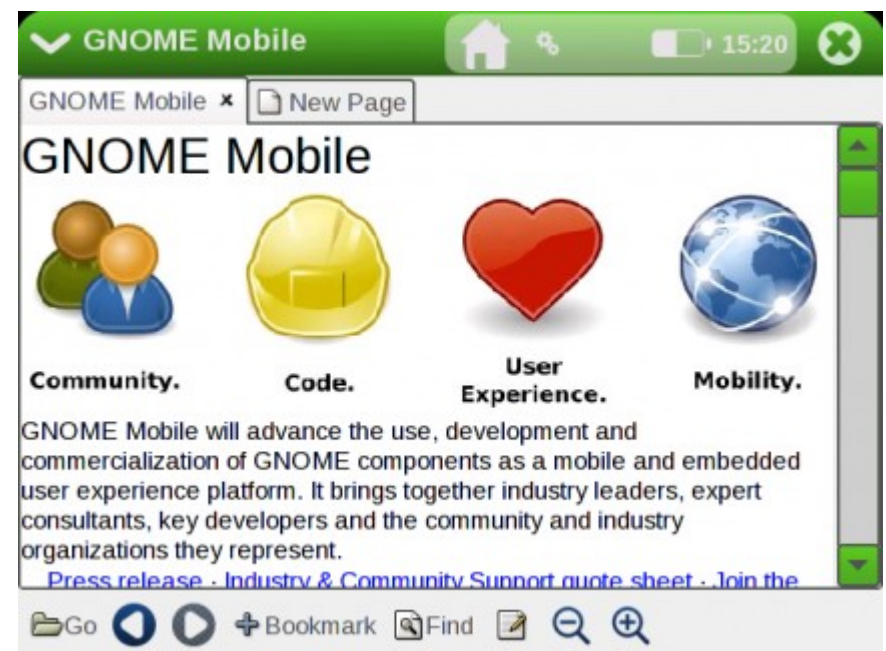 GNOME Mobile
15:20
GNOME Mobile
New Page
GNOME Mobile
Community.
Code.
User
Experience.
Mobility.
GNOME Mobile will advance the use, development and
commercialization of GNOME components as a mobile and embedded
user experience platform. It brings together industry leaders, expert
consultants, key developers and the community and industry
organizations they represent.
Press release · Industry & Community Support quote sheet · Join the
Go Bookmark Find